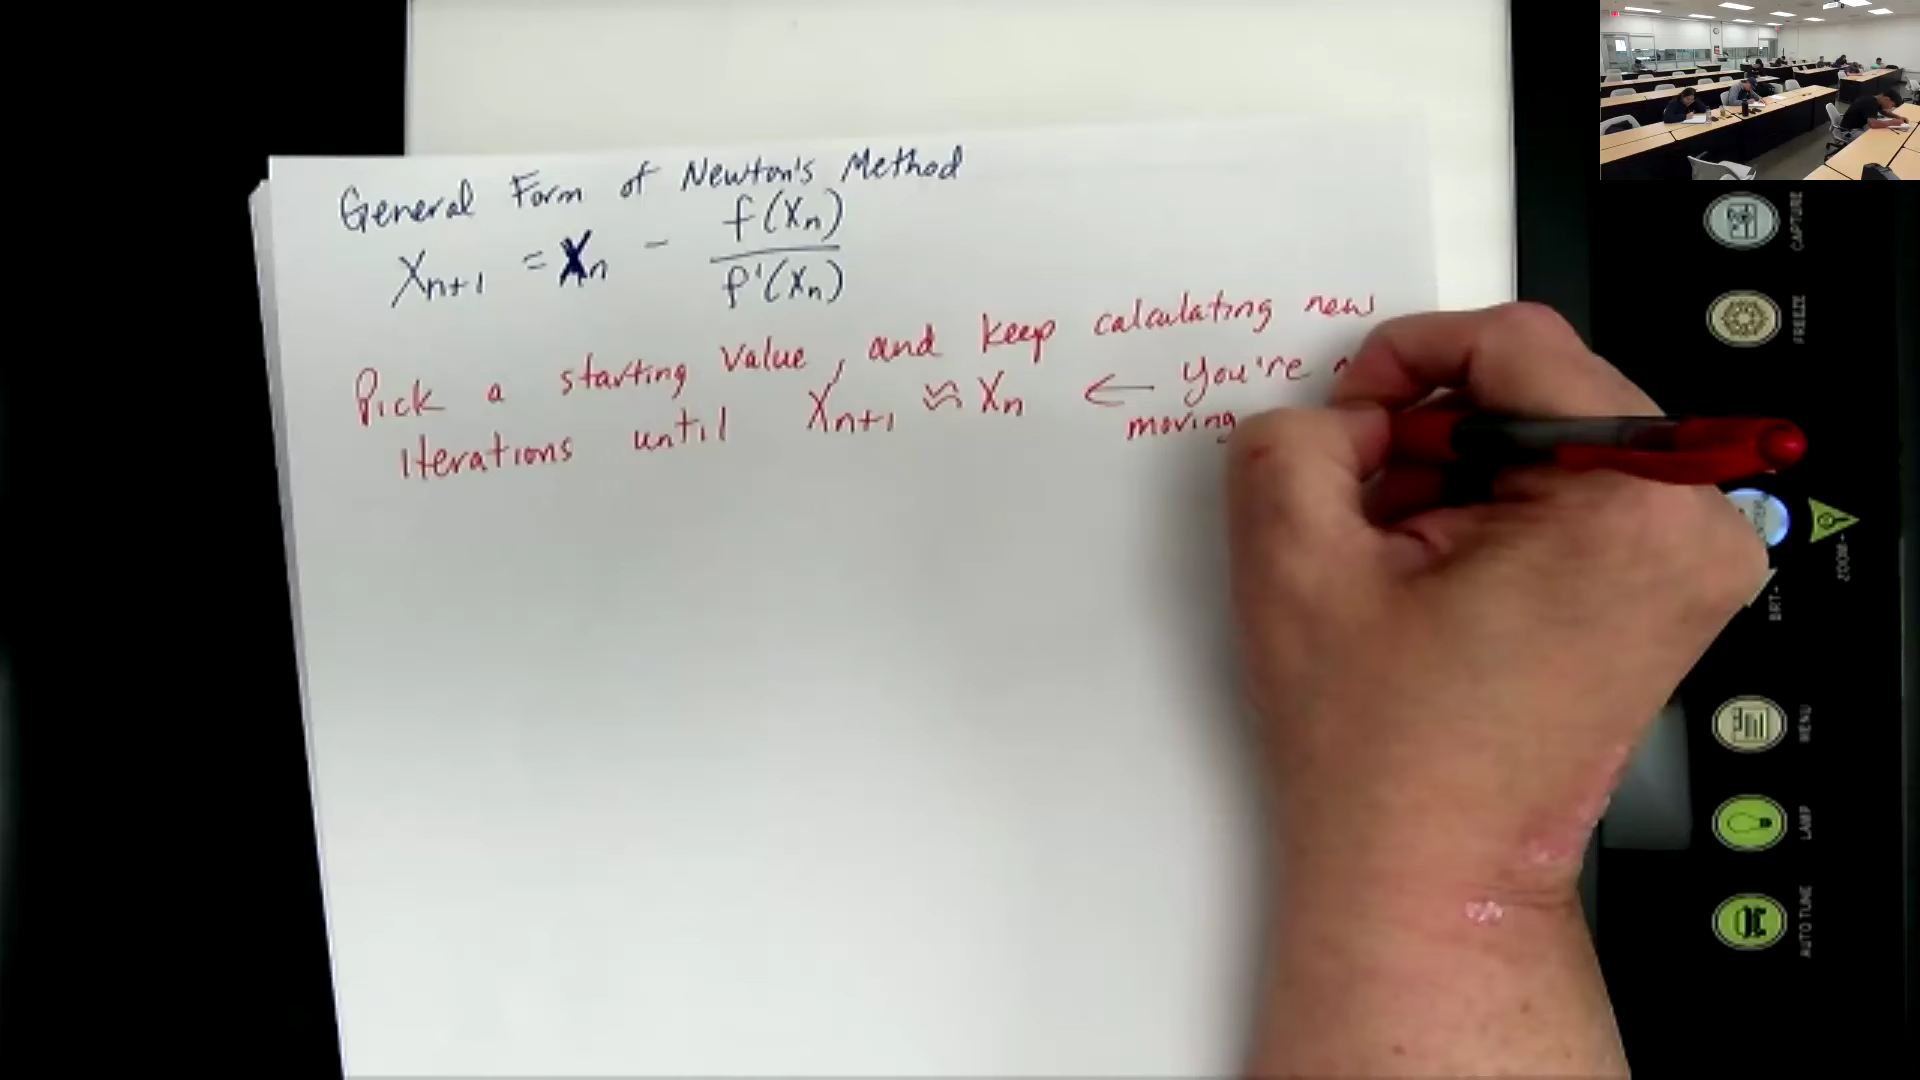 General Form of Newton's Method
Xn+1 = Xn - f(Xn) / f'(Xn)
Pick a starting value, and keep calculating new
iterations until Xn+1 ≈ Xn ← you're
moving
CAPTURE
FREEZE
ZOOM-
BRT-
MENU
LAMP
AUTO TUNE